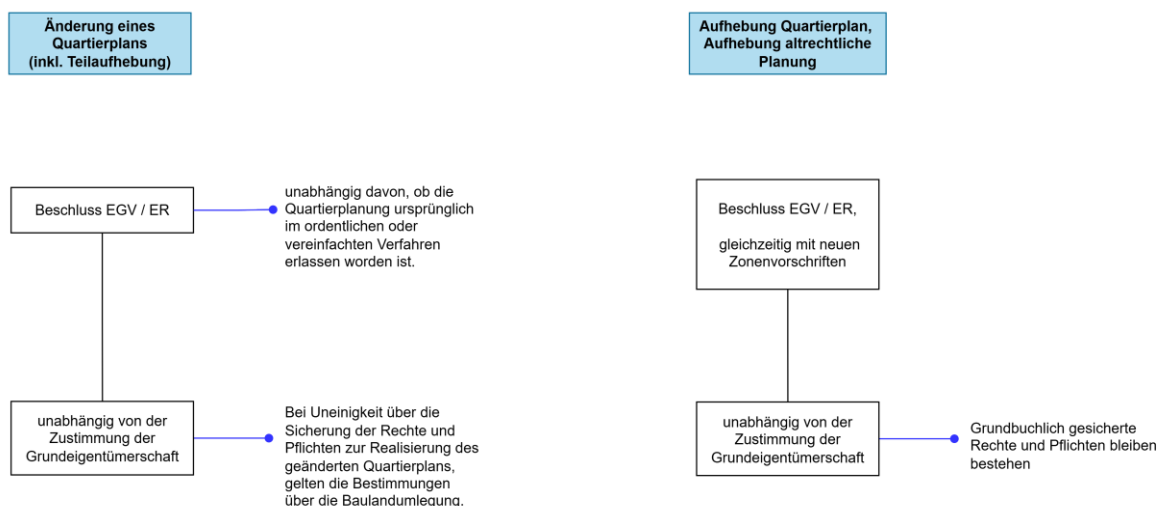 Änderung eines
Quartierplans
(inkl. Teilaufhebung)
Aufhebung Quartierplan,
Aufhebung altrechtliche
Planung
Beschluss EGV / ER
unabhängig davon, ob die
Quartierplanung ursprünglich
im ordentlichen oder
vereinfachten Verfahren
erlassen worden ist.
Beschluss EGV / ER,
gleichzeitig mit neuen
Zonenvorschriften
unabhängig von der
Zustimmung der
Grundeigentümerschaft
Bei Uneinigkeit über die
Sicherung der Rechte und
Pflichten zur Realisierung des
geänderten Quartierplans,
gelten die Bestimmungen
über die Baulandumlegung.
unabhängig von der
Zustimmung der
Grundeigentümerschaft
Grundbuchlich gesicherte
Rechte und Pflichten bleiben
bestehen